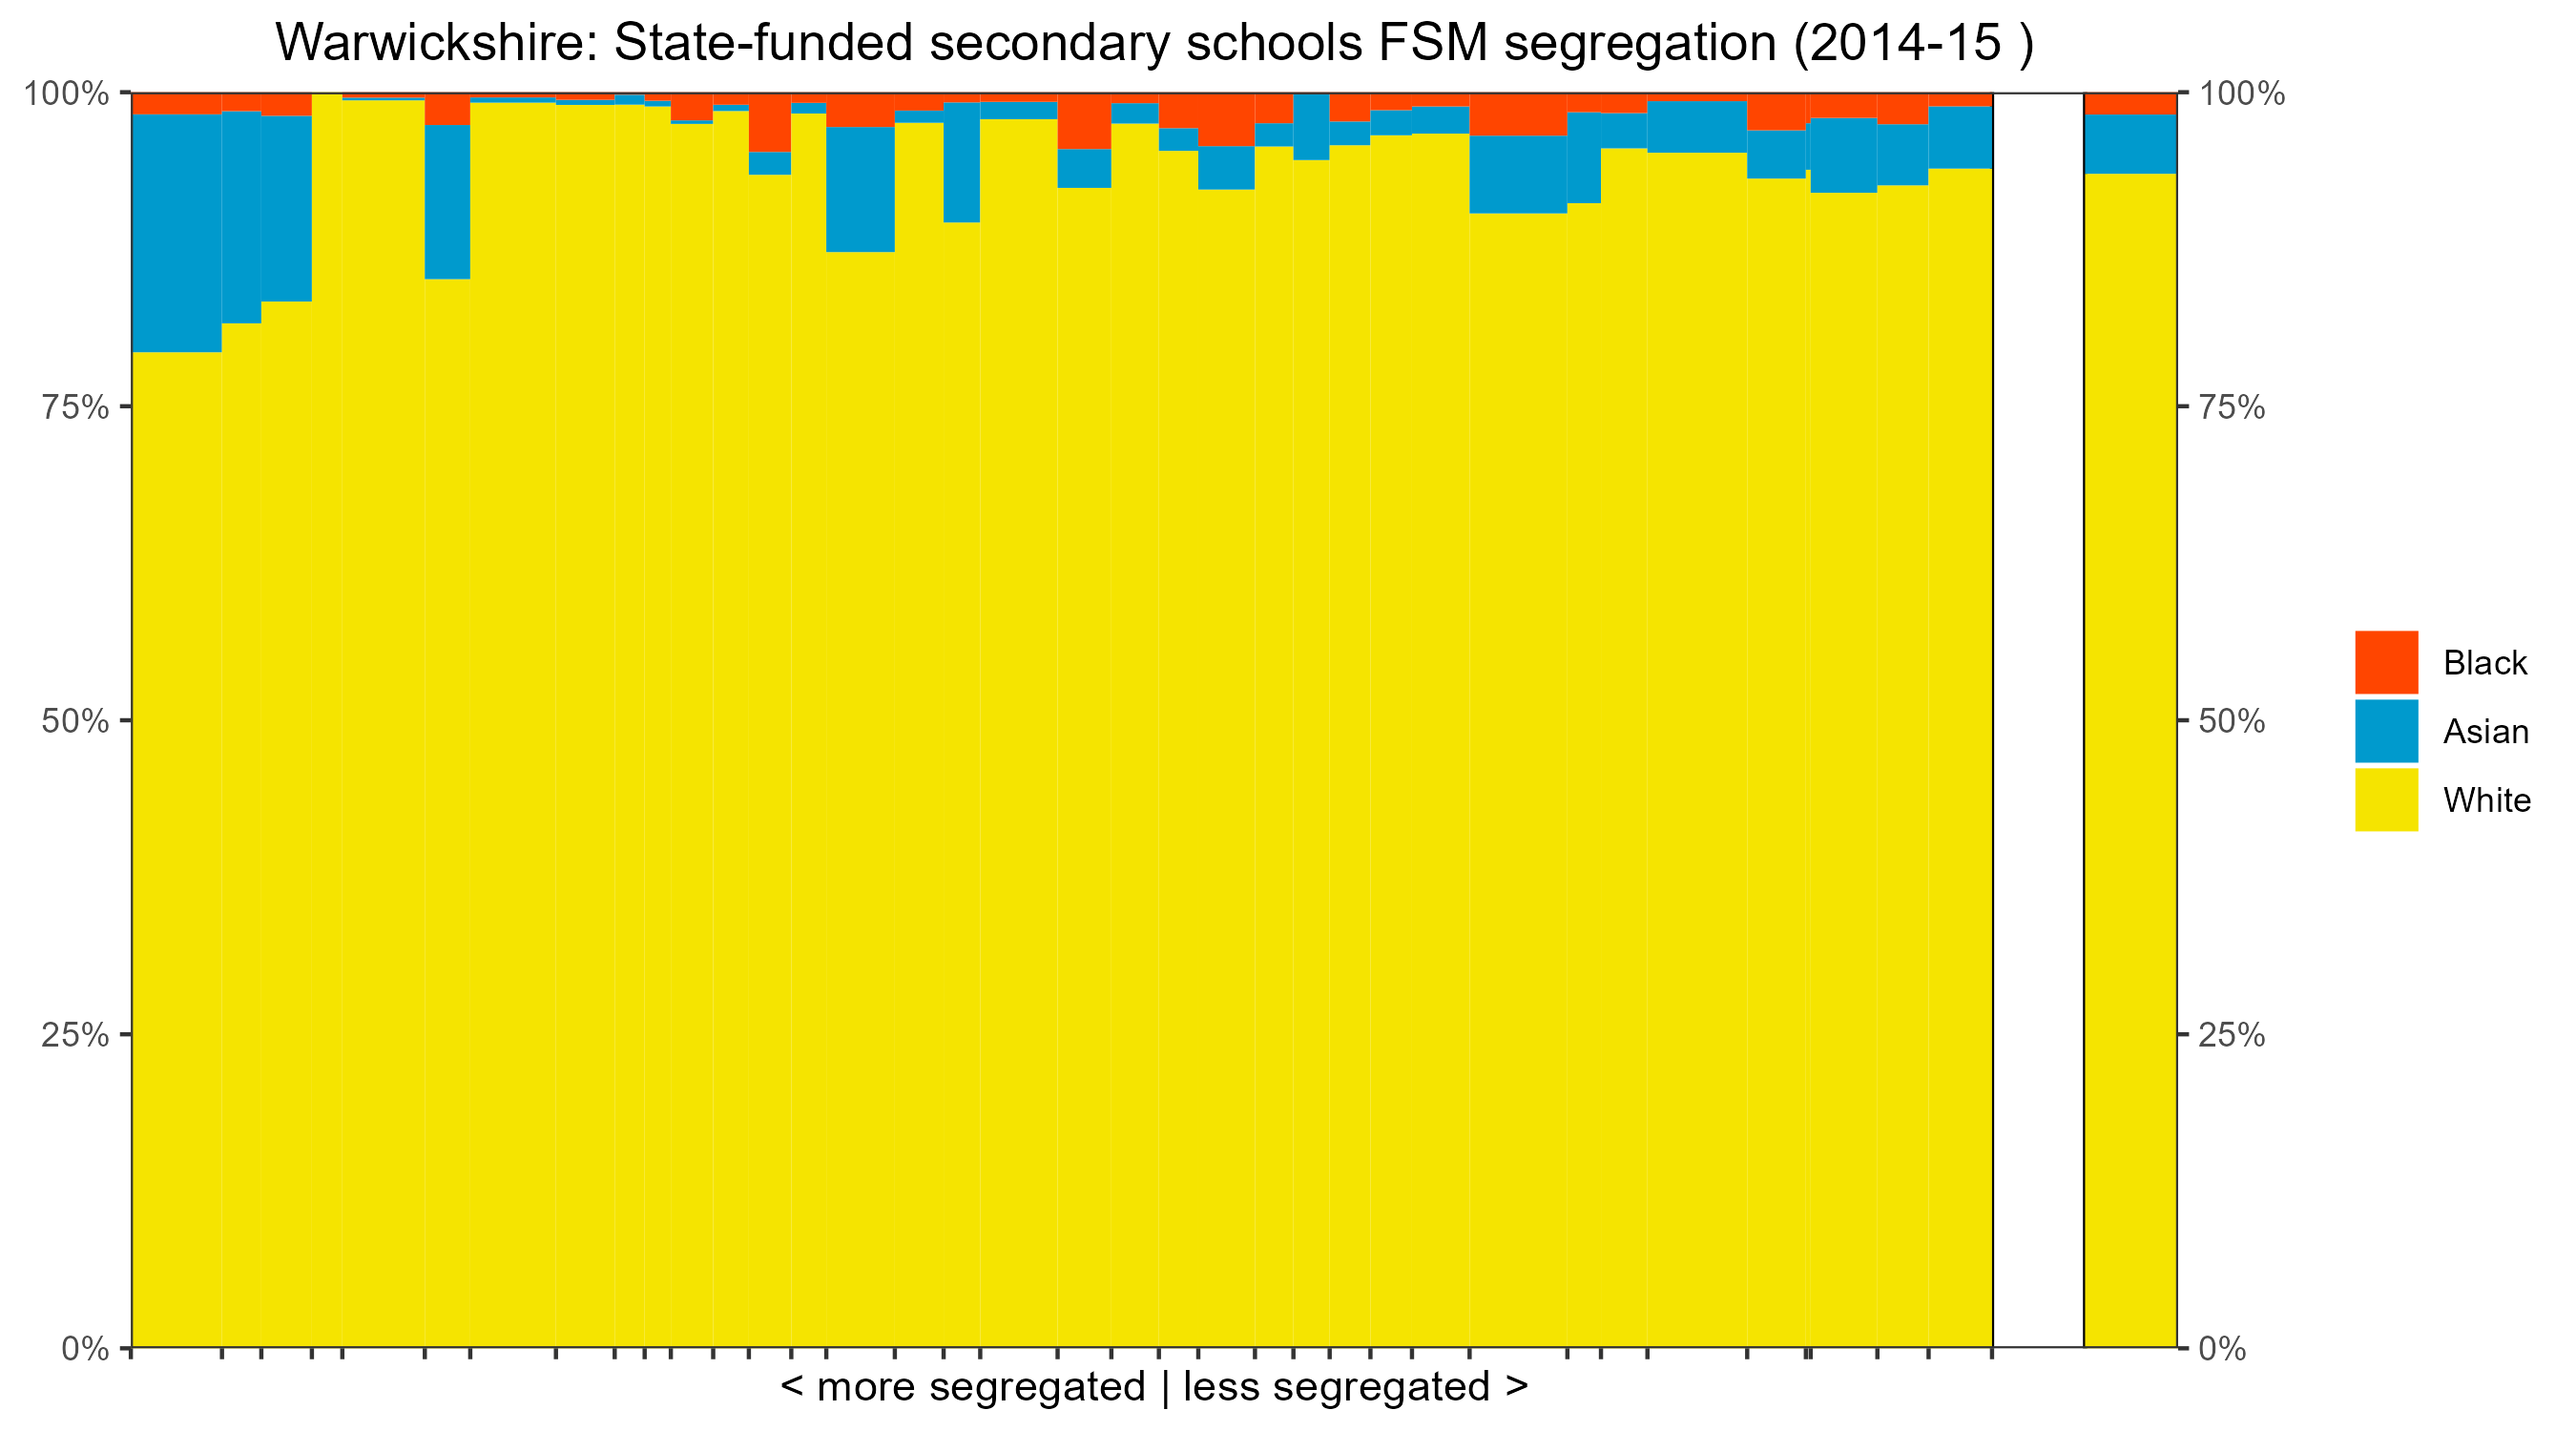 Warwickshire: State-funded secondary schools FSM segregation (2014-15 )
100%
75%
50%
25%
0%
100%
75%
50%
25%
0%
Black
Asian
White
< more segregated | less segregated >